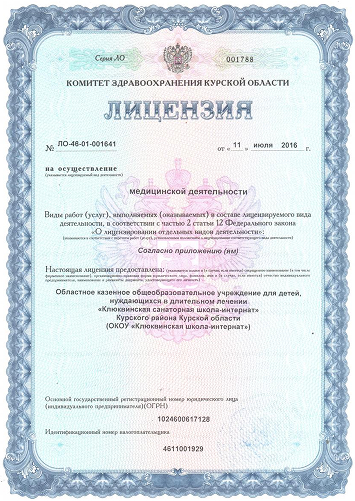 Серия ЛО 001788
КОМИТЕТ ЗДРАВООХРАНЕНИЯ КУРСКОЙ ОБЛАСТИ
ЛИЦЕНЗИЯ
№ ЛО-46-01-001641 от « 11 » июля 2016 г.
на осуществление
(указывается лицензируемый вид деятельности)
медицинской деятельности
Виды работ (услуг), выполняемых (оказываемых) в составе лицензируемого вида
деятельности, в соответствии с частью 2 статьи 12 Федерального закона
«О лицензировании отдельных видов деятельности»:
Согласно приложению (ям)
Настоящая лицензия предоставлена:
Областное казенное общеобразовательное учреждение для детей,
нуждающихся в длительном лечении
«Клюквинская санаторная школа-интернат»
Курского района Курской области
(ОКОУ «Клюквинская школа-интернат»)
Основной государственный регистрационный номер юридического лица
(индивидуального предпринимателя)(ОГРН)
1024600617128
Идентификационный номер налогоплательщика
4611001929